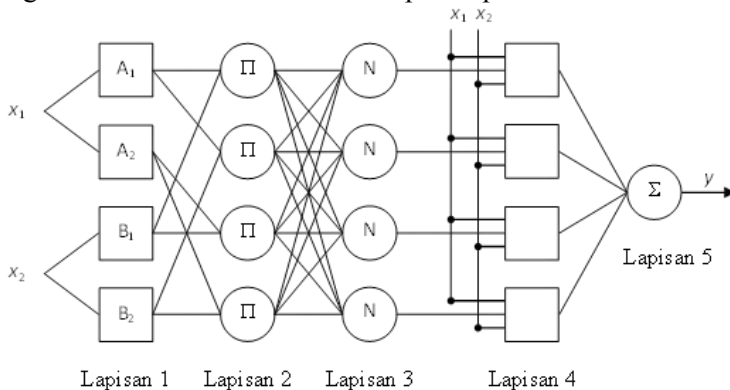 x₁ x₂
A₁ Π N
x₁
A₂ Π N
Σ y
B₁ Π N
Lapisan 5
x₂
B₂ Π N
Lapisan 1 Lapisan 2 Lapisan 3 Lapisan 4